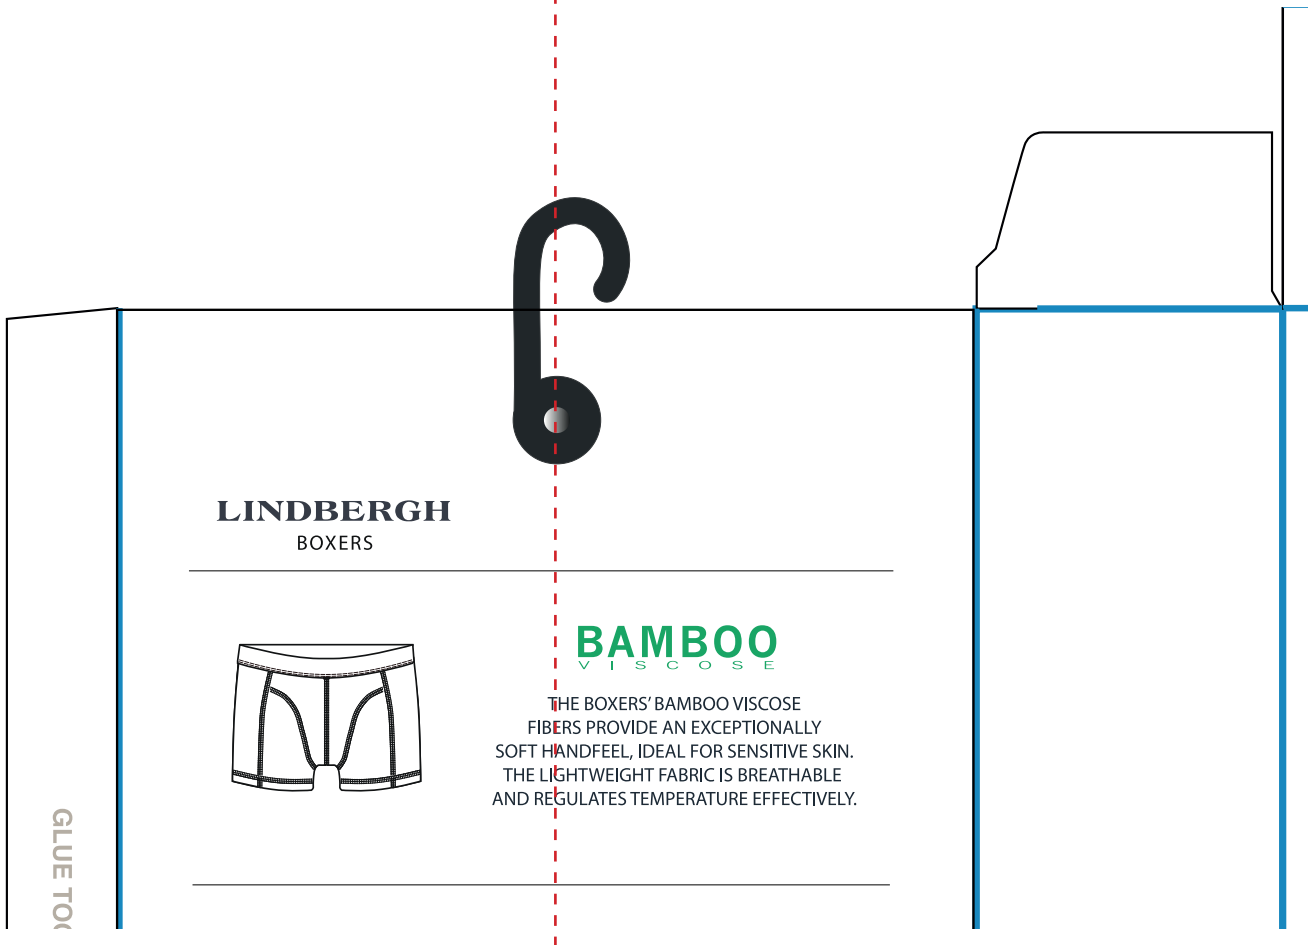 LINDBERGH
BOXERS
BAMBOO
VISCOSE
THE BOXERS' BAMBOO VISCOSE
FIBERS PROVIDE AN EXCEPTIONALLY
SOFT HANDFEEL, IDEAL FOR SENSITIVE SKIN.
THE LIGHTWEIGHT FABRIC IS BREATHABLE
AND REGULATES TEMPERATURE EFFECTIVELY.
GLUE